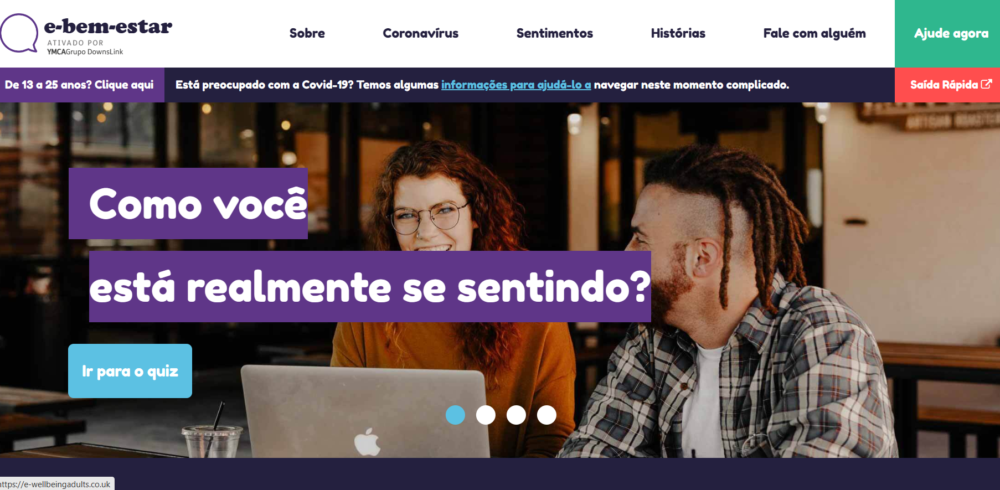 e-bem-estar
ATIVADO POR
YMCAGrupo DownsLink
Sobre
Coronavírus
Sentimentos
Histórias
Fale com alguém
Ajude agora
De 13 a 25 anos? Clique aqui
Está preocupado com a Covid-19? Temos algumas informações para ajudá-lo a navegar neste momento complicado.
Saída Rápida
Como você
está realmente se sentindo?
Ir para o quiz
https://e-wellbeingadults.co.uk